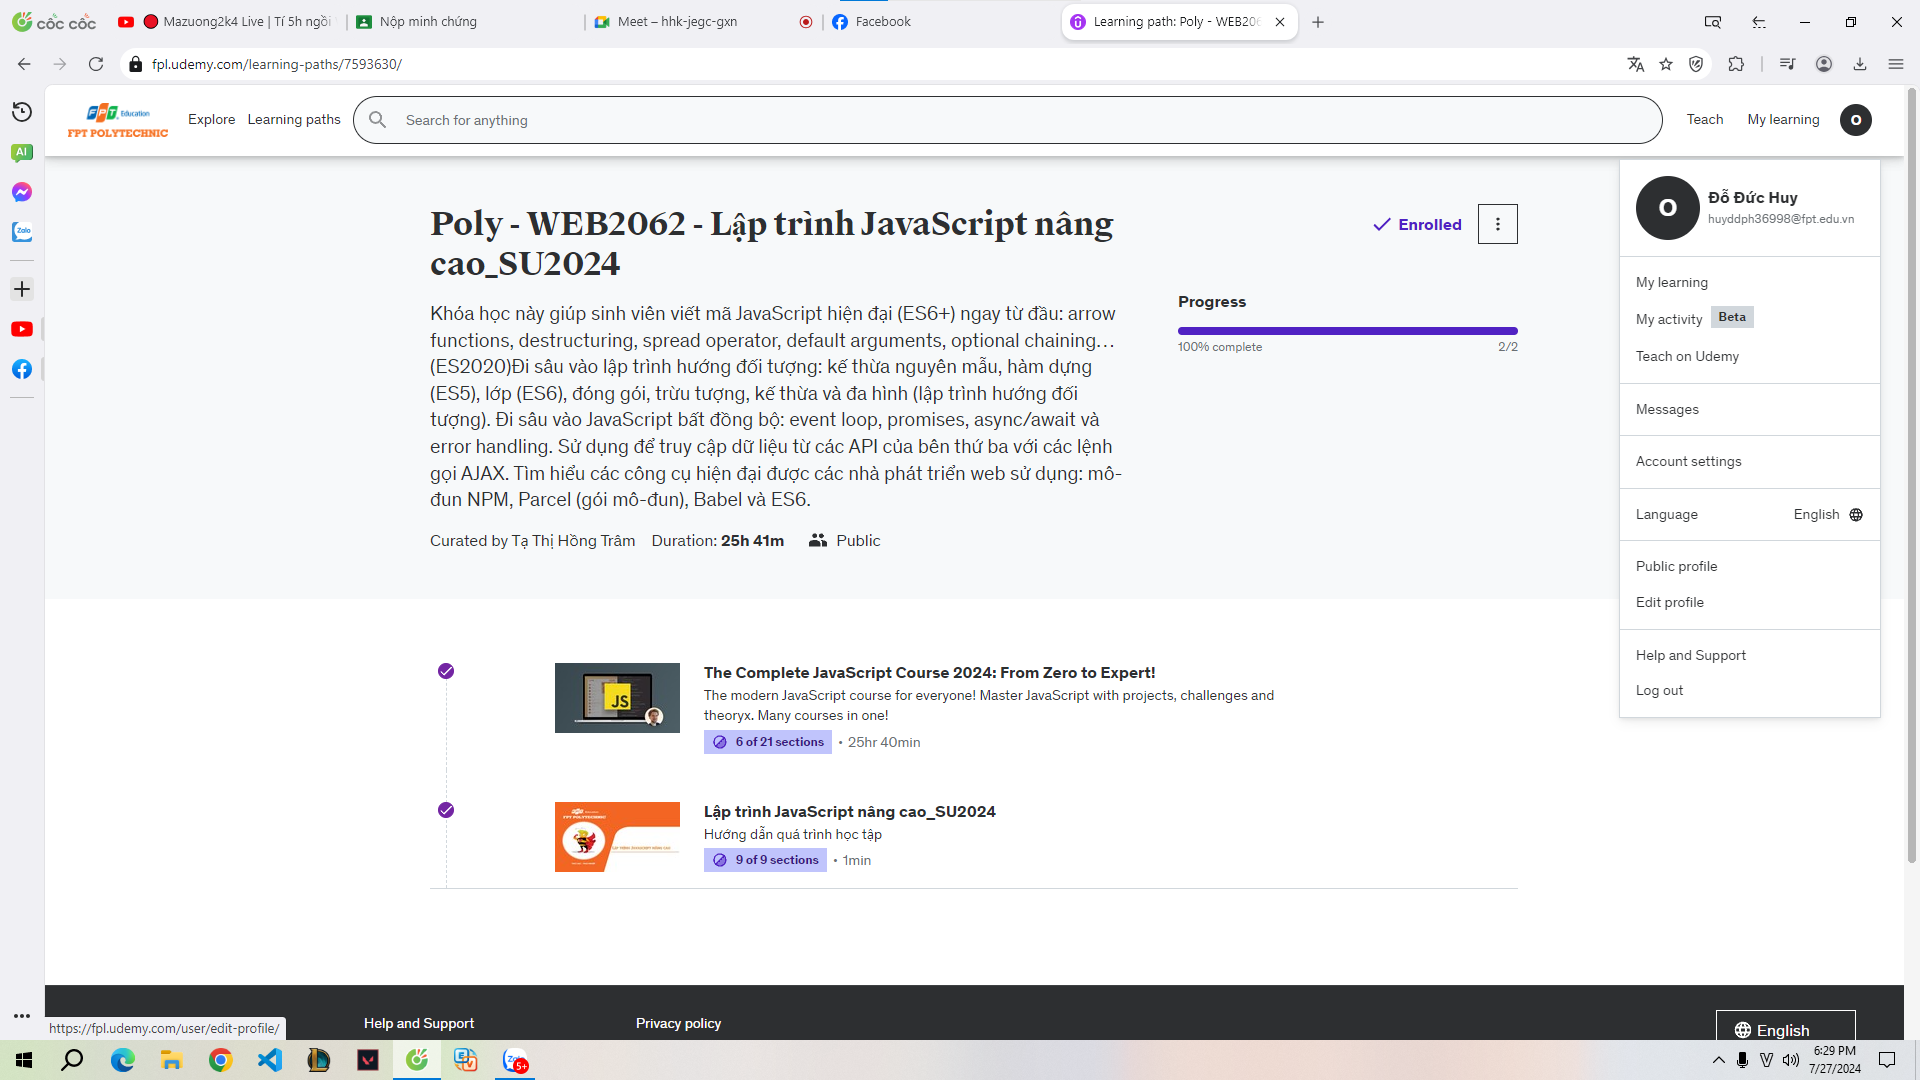 cốc cốc
Mazuong2k4 Live | Tí 5h ngồi
Nộp minh chứng
Meet – hhk-jegc-gxn
Facebook
Learning path: Poly - WEB206
fpl.udemy.com/learning-paths/7593630/
AI
Zalo
FPT Education
FPT POLYTECHNIC
Explore
Learning paths
Search for anything
Teach
My learning
O
O
Đỗ Đức Huy
huyddph36998@fpt.edu.vn
My learning
My activity Beta
Teach on Udemy
Messages
Account settings
Language English
Public profile
Edit profile
Help and Support
Log out
Poly - WEB2062 - Lập trình JavaScript nâng
cao_SU2024
Enrolled
Khóa học này giúp sinh viên viết mã JavaScript hiện đại (ES6+) ngay từ đầu: arrow
functions, destructuring, spread operator, default arguments, optional chaining…
(ES2020)Đi sâu vào lập trình hướng đối tượng: kế thừa nguyên mẫu, hàm dựng
(ES5), lớp (ES6), đóng gói, trừu tượng, kế thừa và đa hình (lập trình hướng đối
tượng). Đi sâu vào JavaScript bất đồng bộ: event loop, promises, async/await và
error handling. Sử dụng để truy cập dữ liệu từ các API của bên thứ ba với các lệnh
gọi AJAX. Tìm hiểu các công cụ hiện đại được các nhà phát triển web sử dụng: mô-
đun NPM, Parcel (gói mô-đun), Babel và ES6.
Curated by Tạ Thị Hồng Trâm Duration: 25h 41m Public
Progress
100% complete 2/2
JS
The Complete JavaScript Course 2024: From Zero to Expert!
The modern JavaScript course for everyone! Master JavaScript with projects, challenges and
theoryx. Many courses in one!
6 of 21 sections • 25hr 40min
FPT POLYTECHNIC
Lập trình JavaScript nâng cao_SU2024
Hướng dẫn quá trình học tập
9 of 9 sections • 1min
Help and Support
Privacy policy
English
https://fpl.udemy.com/user/edit-profile/
5+
V
6:29 PM
7/27/2024